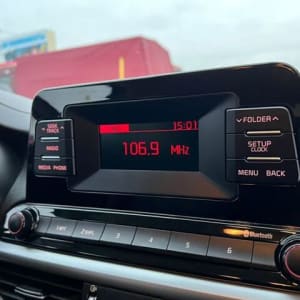 SEEK
TRACK
RADIO
MEDIA PHONE
15:01
106.9 MHz
FOLDER
SETUP
CLOCK
MENU BACK
1 2 3 4 5 6
Bluetooth